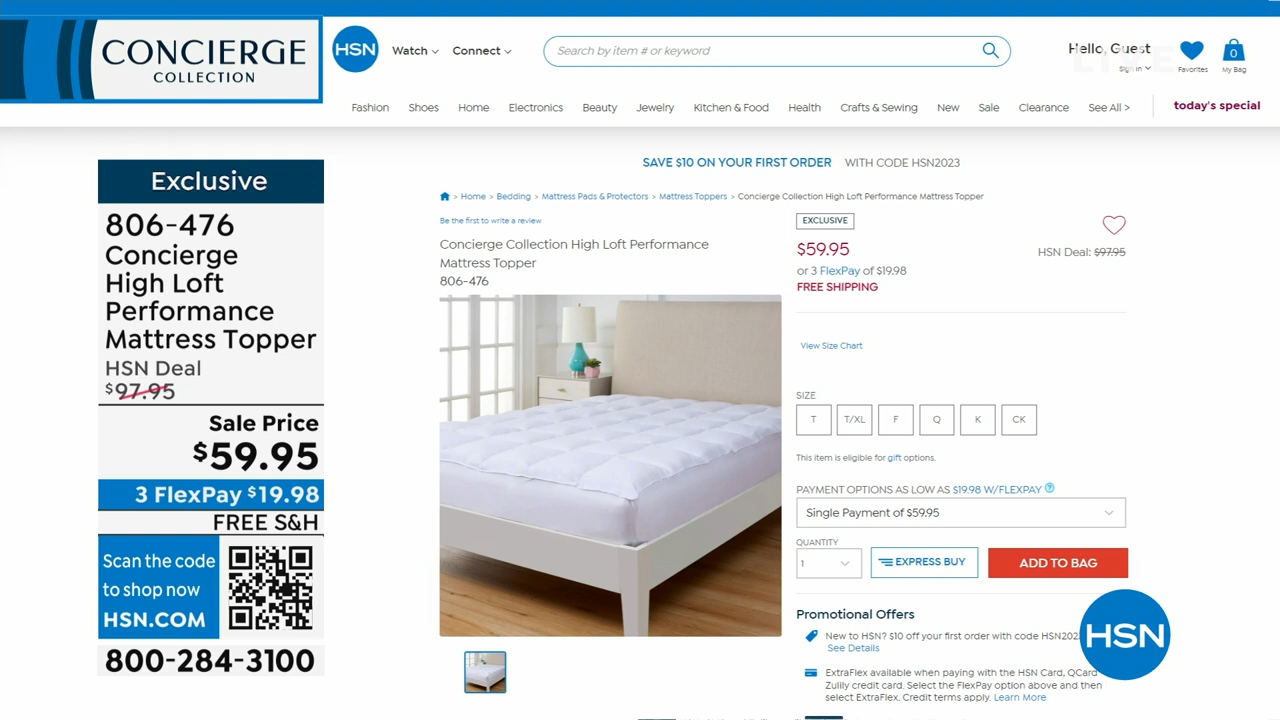 CONCIERGE
COLLECTION
HSN
Watch
Connect
Search by item # or keyword
Hello, Guest
Sign in
Favorites
0
My Bag
LIVE
Fashion
Shoes
Home
Electronics
Beauty
Jewelry
Kitchen & Food
Health
Crafts & Sewing
New
Sale
Clearance
See All >
today's special
Exclusive
806-476
Concierge
High Loft
Performance
Mattress Topper
HSN Deal
$97.95
Sale Price
$59.95
3 FlexPay $19.98
FREE S&H
Scan the code
to shop now
HSN.COM
800-284-3100
SAVE $10 ON YOUR FIRST ORDER WITH CODE HSN2023
> Home > Bedding > Mattress Pads & Protectors > Mattress Toppers > Concierge Collection High Loft Performance Mattress Topper
Be the first to write a review
Concierge Collection High Loft Performance
Mattress Topper
806-476
EXCLUSIVE
$59.95
HSN Deal: $97.95
or 3 FlexPay of $19.98
FREE SHIPPING
View Size Chart
SIZE
T
T/XL
F
Q
K
CK
This item is eligible for gift options.
PAYMENT OPTIONS AS LOW AS $19.98 W/FLEXPAY ?
Single Payment of $59.95
QUANTITY
1
EXPRESS BUY
ADD TO BAG
Promotional Offers
New to HSN? $10 off your first order with code HSN202
See Details
ExtraFlex available when paying with the HSN Card, QCard
Zulily credit card. Select the FlexPay option above and then
select ExtraFlex. Credit terms apply. Learn More
HSN